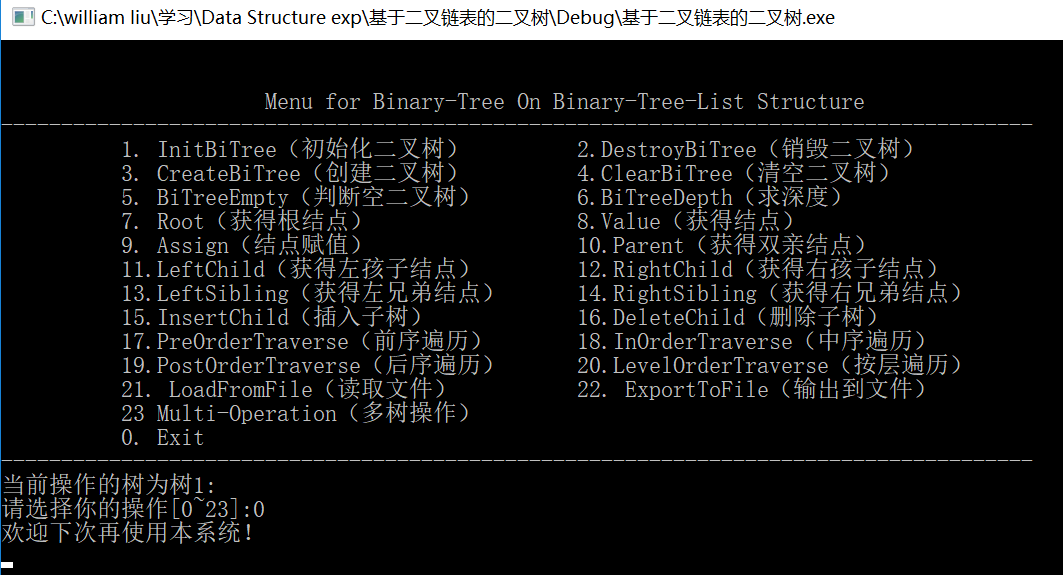 C:\william liu\学习\Data Structure exp\基于二叉链表的二叉树\Debug\基于二叉链表的二叉树.exe
Menu for Binary-Tree On Binary-Tree-List Structure
1. InitBiTree（初始化二叉树） 2.DestroyBiTree（销毁二叉树）
3. CreateBiTree（创建二叉树） 4.ClearBiTree（清空二叉树）
5. BiTreeEmpty（判断空二叉树） 6.BiTreeDepth（求深度）
7. Root（获得根结点） 8.Value（获得结点）
9. Assign（结点赋值） 10.Parent（获得双亲结点）
11.LeftChild（获得左孩子结点） 12.RightChild（获得右孩子结点）
13.LeftSibling（获得左兄弟结点） 14.RightSibling（获得右兄弟结点）
15.InsertChild（插入子树） 16.DeleteChild（删除子树）
17.PreOrderTraverse（前序遍历） 18.InOrderTraverse（中序遍历）
19.PostOrderTraverse（后序遍历） 20.LevelOrderTraverse（按层遍历）
21. LoadFromFile（读取文件） 22. ExportToFile（输出到文件）
23 Multi-Operation（多树操作）
0. Exit
当前操作的树为树1:
请选择你的操作[0~23]:0
欢迎下次再使用本系统!